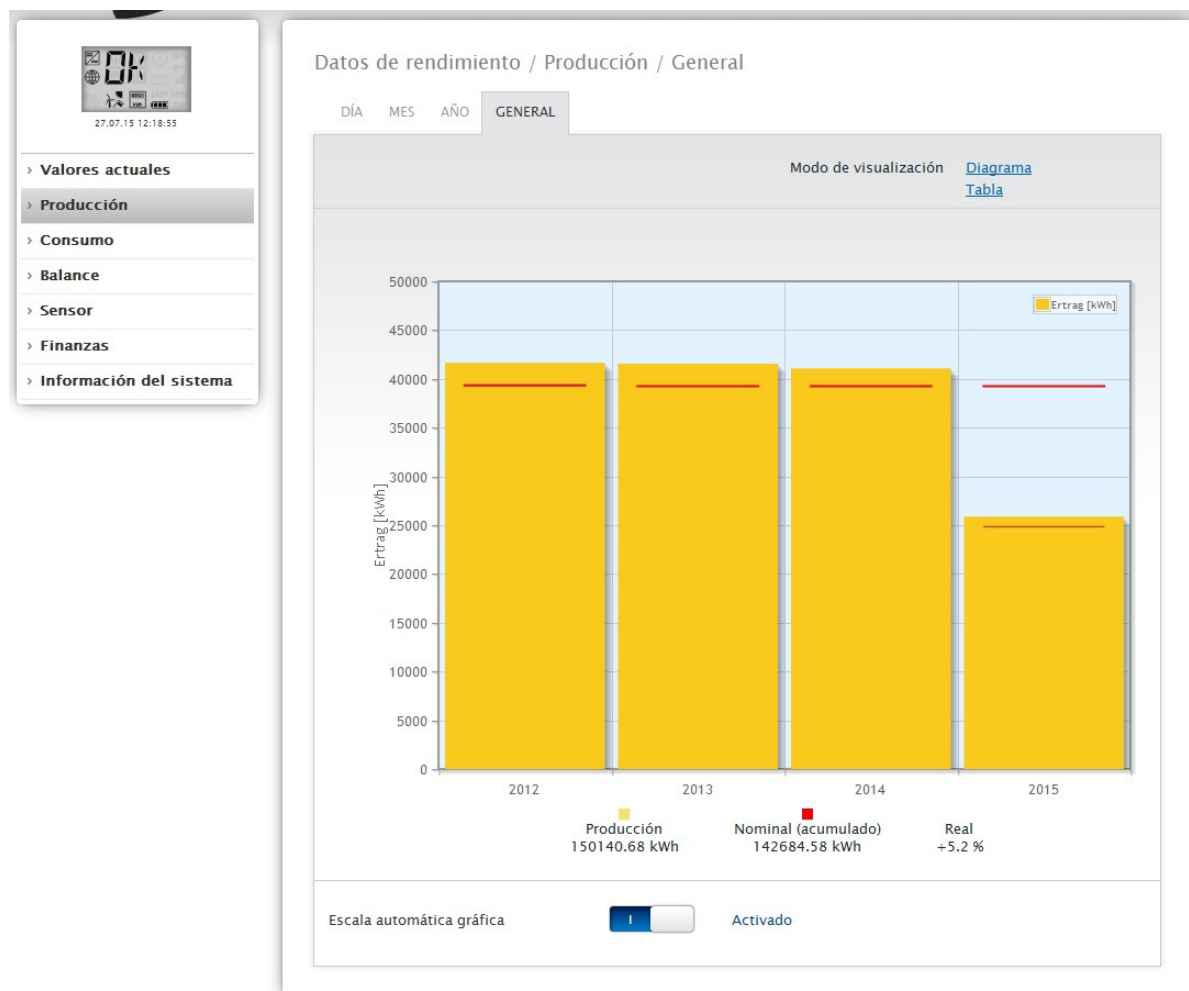 OK
27.07.15 12:18:55
› Valores actuales
› Producción
› Consumo
› Balance
› Sensor
› Finanzas
› Información del sistema
Datos de rendimiento / Producción / General
DÍA MES AÑO GENERAL
Modo de visualización Diagrama
Tabla
Ertrag [kWh]
50000
45000
40000
35000
30000
25000
20000
15000
10000
5000
0
Ertrag [kWh]
2012 2013 2014 2015
Producción Nominal (acumulado) Real
150140.68 kWh 142684.58 kWh +5.2 %
Escala automática gráfica I Activado